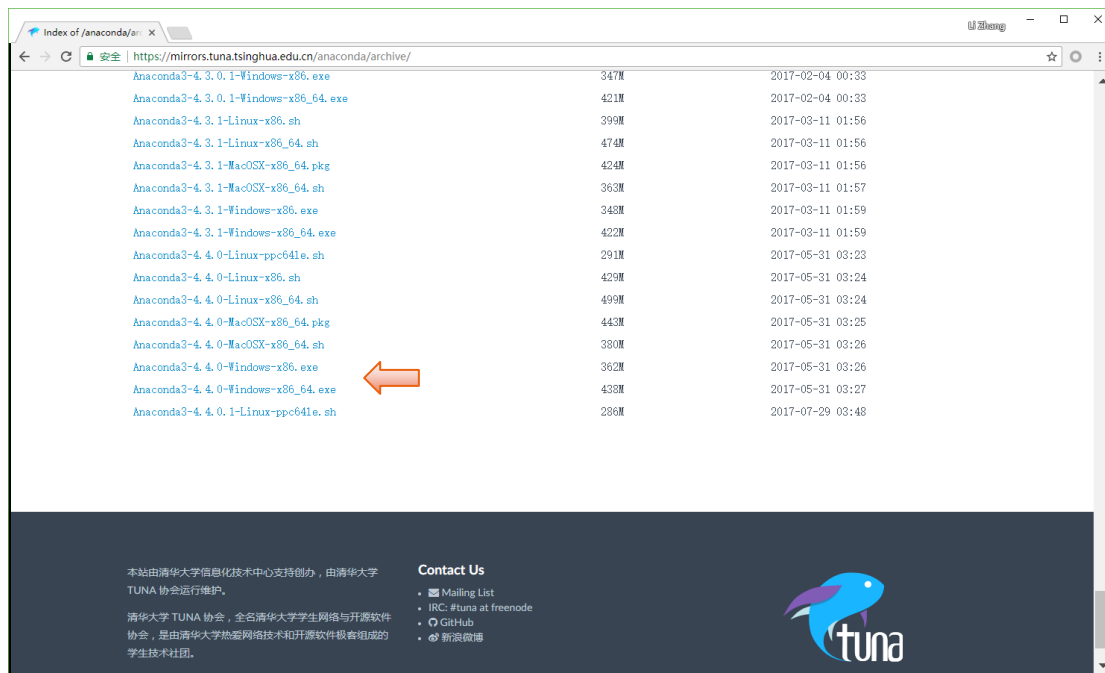 Index of /anaconda/arc
Li Zhang
安全 | https://mirrors.tuna.tsinghua.edu.cn/anaconda/archive/
Anaconda3-4.3.0.1-Windows-x86.exe 347M 2017-02-04 00:33
Anaconda3-4.3.0.1-Windows-x86_64.exe 421M 2017-02-04 00:33
Anaconda3-4.3.1-Linux-x86.sh 399M 2017-03-11 01:56
Anaconda3-4.3.1-Linux-x86_64.sh 474M 2017-03-11 01:56
Anaconda3-4.3.1-MacOSX-x86_64.pkg 424M 2017-03-11 01:56
Anaconda3-4.3.1-MacOSX-x86_64.sh 363M 2017-03-11 01:57
Anaconda3-4.3.1-Windows-x86.exe 348M 2017-03-11 01:59
Anaconda3-4.3.1-Windows-x86_64.exe 422M 2017-03-11 01:59
Anaconda3-4.4.0-Linux-ppc64le.sh 291M 2017-05-31 03:23
Anaconda3-4.4.0-Linux-x86.sh 429M 2017-05-31 03:24
Anaconda3-4.4.0-Linux-x86_64.sh 499M 2017-05-31 03:24
Anaconda3-4.4.0-MacOSX-x86_64.pkg 443M 2017-05-31 03:25
Anaconda3-4.4.0-MacOSX-x86_64.sh 380M 2017-05-31 03:26
Anaconda3-4.4.0-Windows-x86.exe 362M 2017-05-31 03:26
Anaconda3-4.4.0-Windows-x86_64.exe 438M 2017-05-31 03:27
Anaconda3-4.4.0.1-Linux-ppc64le.sh 286M 2017-07-29 03:48
本站由清华大学信息化技术中心支持创办，由清华大学
TUNA 协会运行维护。
清华大学 TUNA 协会，全名清华大学学生网络与开源软件
协会，是由清华大学热爱网络技术和开源软件极客组成的
学生技术社团。
Contact Us
Mailing List
IRC: #tuna at freenode
GitHub
新浪微博
tuna